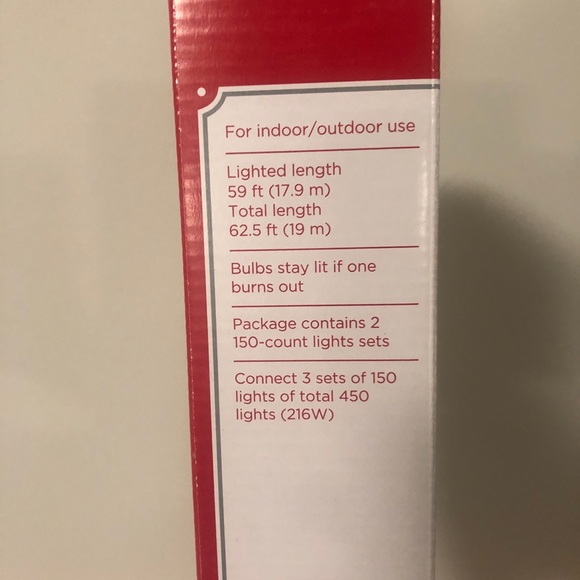 For indoor/outdoor use
Lighted length
59 ft (17.9 m)
Total length
62.5 ft (19 m)
Bulbs stay lit if one
burns out
Package contains 2
150-count lights sets
Connect 3 sets of 150
lights of total 450
lights (216W)